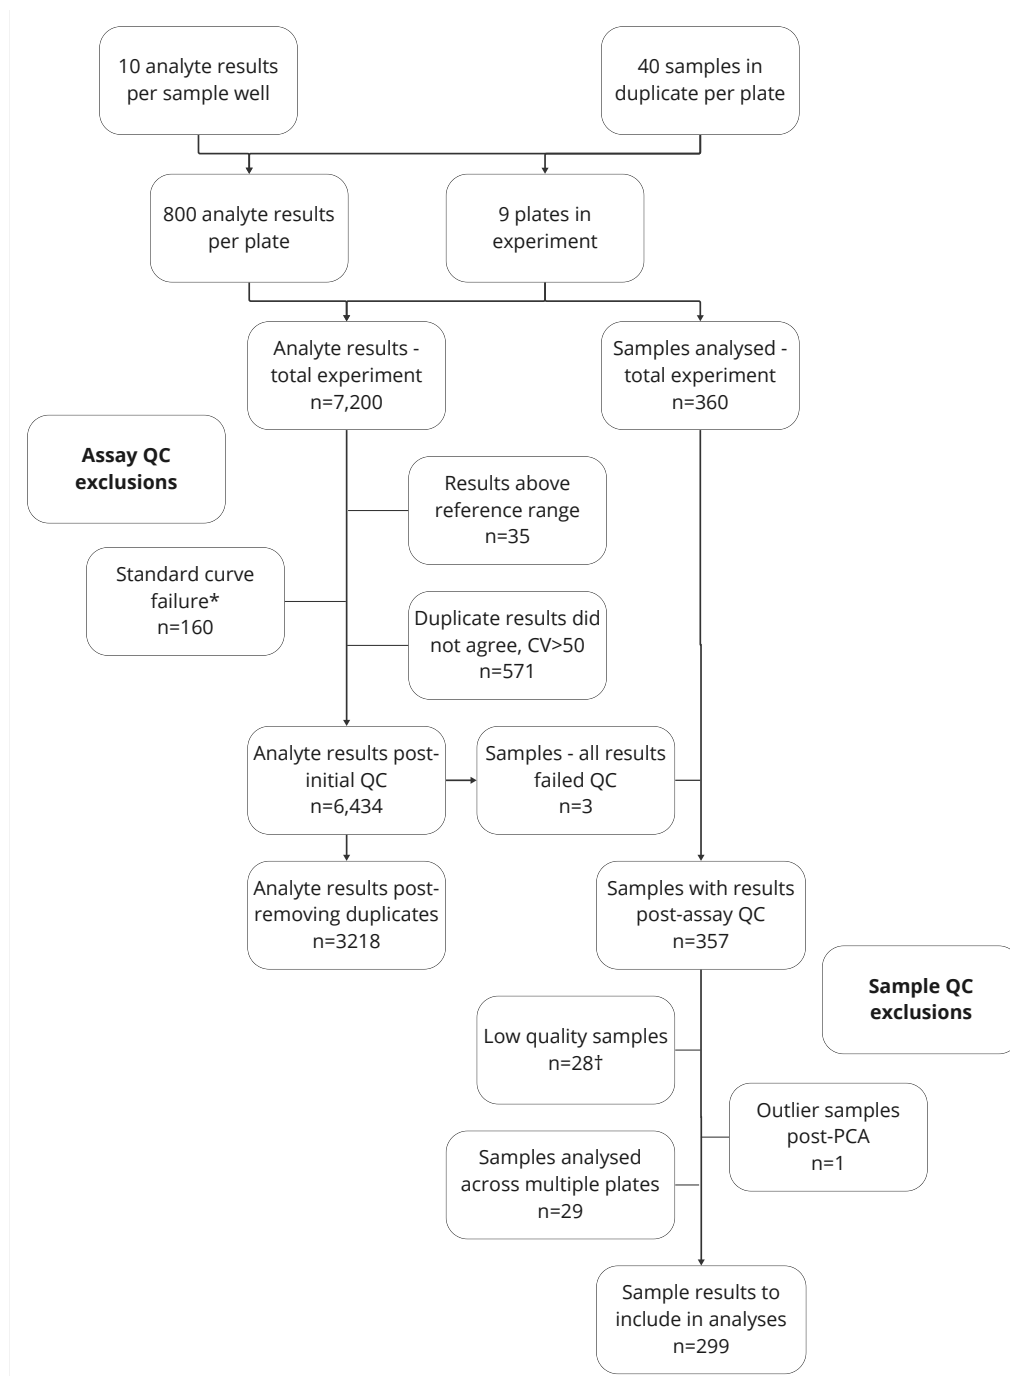 10 analyte results
per sample well
40 samples in
duplicate per plate
800 analyte results
per plate
9 plates in
experiment
Analyte results -
total experiment
n=7,200
Samples analysed -
total experiment
n=360
Assay QC
exclusions
Results above
reference range
n=35
Standard curve
failure*
n=160
Duplicate results did
not agree, CV>50
n=571
Analyte results post-
initial QC
n=6,434
Samples - all results
failed QC
n=3
Analyte results post-
removing duplicates
n=3218
Samples with results
post-assay QC
n=357
Sample QC
exclusions
Low quality samples
n=28†
Outlier samples
post-PCA
n=1
Samples analysed
across multiple plates
n=29
Sample results to
include in analyses
n=299